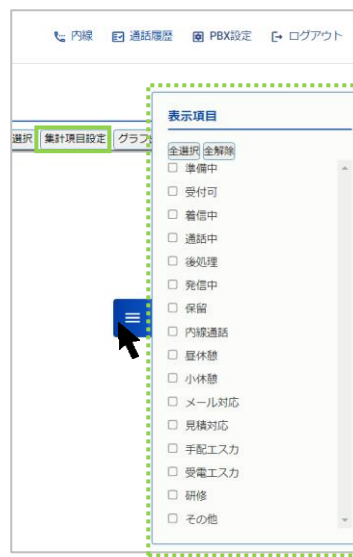 内線 通話履歴 PBX設定 ログアウト
表示項目
選択 集計項目設定 グラフ
全選択 全解除
準備中
受付可
着信中
通話中
後処理
発信中
保留
内線通話
昼休憩
小休憩
メール対応
見積対応
手配エスカ
受電エスカ
研修
その他